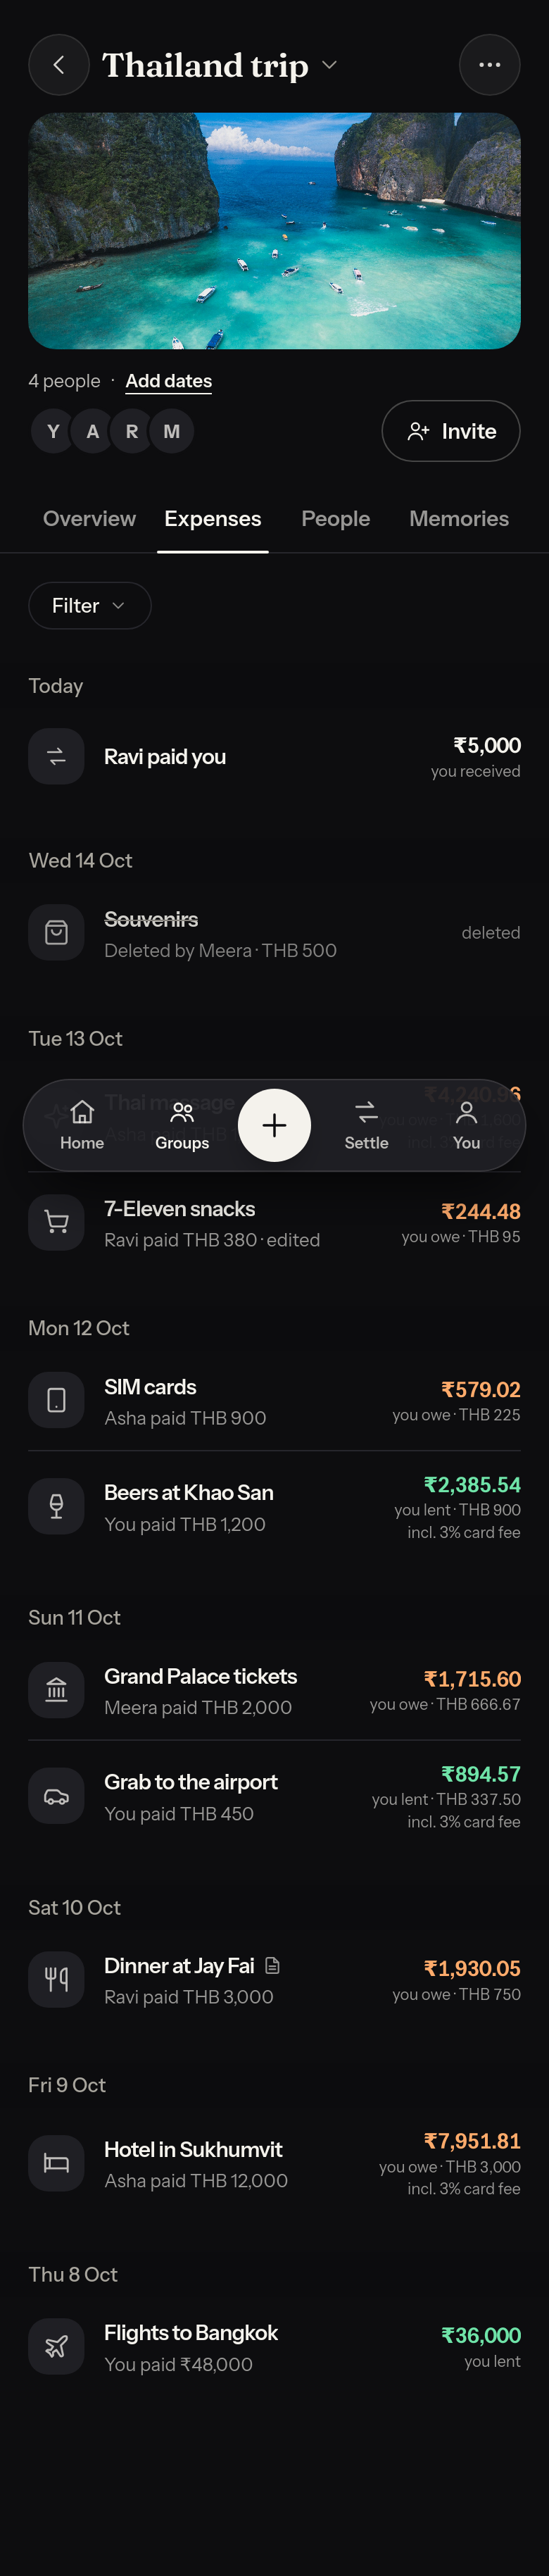 Thailand trip
4 people · Add dates
Y A R M
Invite
Overview Expenses People Memories
Filter
Today
Ravi paid you
₹5,000
you received
Wed 14 Oct
Souvenirs
Deleted by Meera · THB 500
deleted
Tue 13 Oct
Thai massage
₹4,240.96
Home Groups Settle You
7-Eleven snacks
Ravi paid THB 380 · edited
₹244.48
you owe · THB 95
Mon 12 Oct
SIM cards
Asha paid THB 900
₹579.02
you owe · THB 225
Beers at Khao San
You paid THB 1,200
₹2,385.54
you lent · THB 900
incl. 3% card fee
Sun 11 Oct
Grand Palace tickets
Meera paid THB 2,000
₹1,715.60
you owe · THB 666.67
Grab to the airport
You paid THB 450
₹894.57
you lent · THB 337.50
incl. 3% card fee
Sat 10 Oct
Dinner at Jay Fai
Ravi paid THB 3,000
₹1,930.05
you owe · THB 750
Fri 9 Oct
Hotel in Sukhumvit
Asha paid THB 12,000
₹7,951.81
you owe · THB 3,000
incl. 3% card fee
Thu 8 Oct
Flights to Bangkok
You paid ₹48,000
₹36,000
you lent